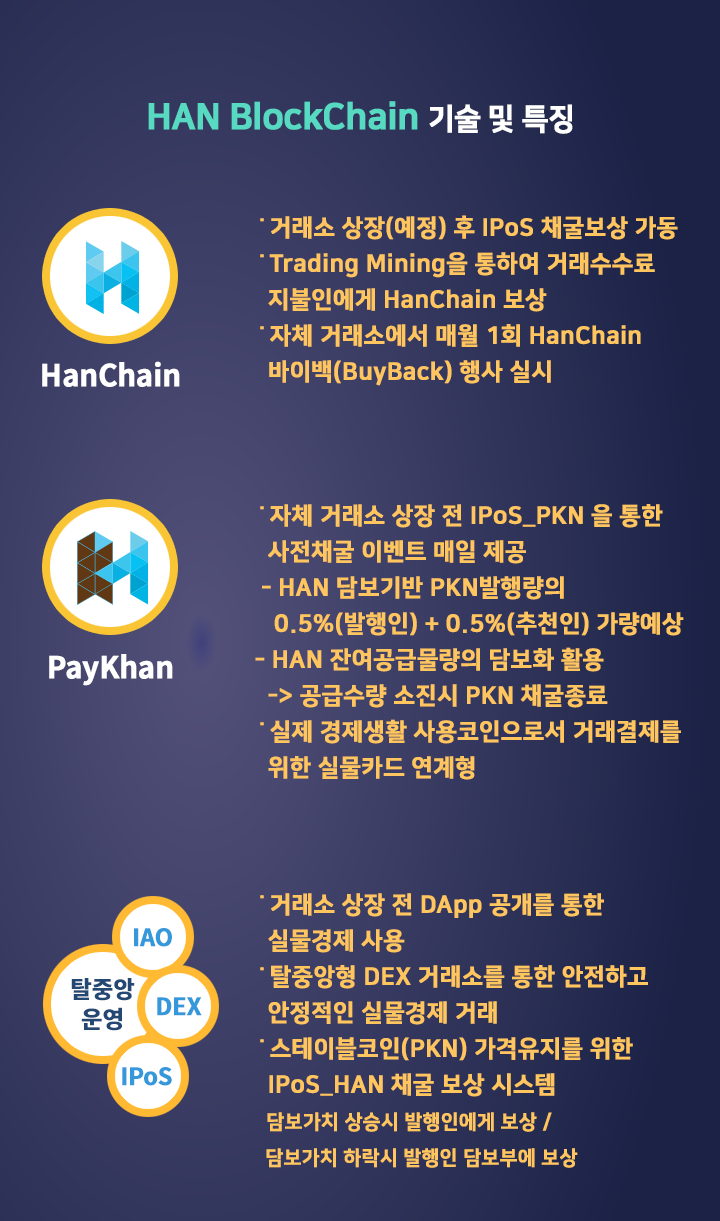 HAN BlockChain 기술 및 특징
HanChain
· 거래소 상장(예정) 후 IPoS 채굴보상 가동
· Trading Mining을 통하여 거래수수료
지불인에게 HanChain 보상
· 자체 거래소에서 매월 1회 HanChain
바이백(BuyBack) 행사 실시
PayKhan
· 자체 거래소 상장 전 IPoS_PKN 을 통한
사전채굴 이벤트 매일 제공
- HAN 담보기반 PKN발행량의
0.5%(발행인) + 0.5%(추천인) 가량예상
- HAN 잔여공급물량의 담보화 활용
-> 공급수량 소진시 PKN 채굴종료
· 실제 경제생활 사용코인으로서 거래결제를
위한 실물카드 연계형
IAO
탈중앙
운영
DEX
IPoS
· 거래소 상장 전 DApp 공개를 통한
실물경제 사용
· 탈중앙형 DEX 거래소를 통한 안전하고
안정적인 실물경제 거래
· 스테이블코인(PKN) 가격유지를 위한
IPoS_HAN 채굴 보상 시스템
담보가치 상승시 발행인에게 보상 /
담보가치 하락시 발행인 담보부에 보상